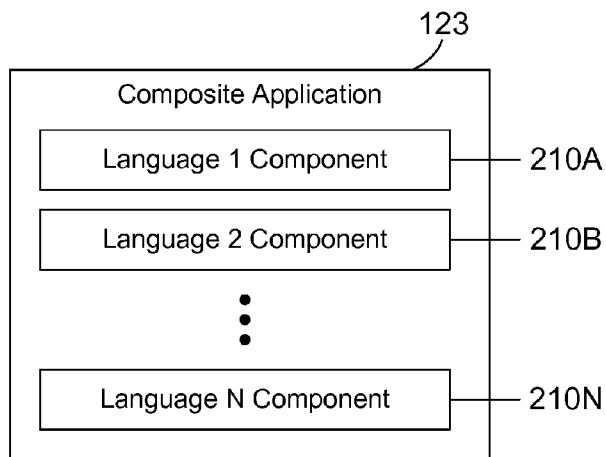 123
Composite Application
Language 1 Component
210A
Language 2 Component
210B
Language N Component
210N